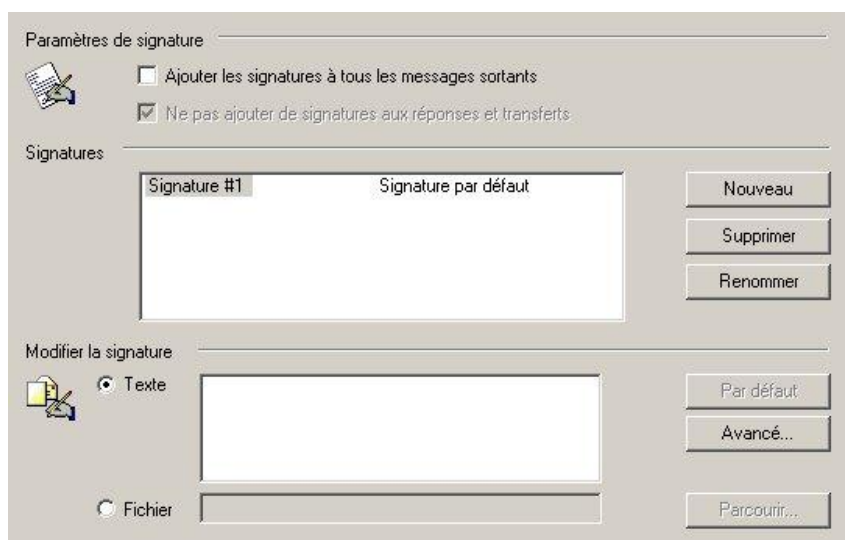 Paramètres de signature
Ajouter les signatures à tous les messages sortants
Ne pas ajouter de signatures aux réponses et transferts
Signatures
Signature #1 Signature par défaut
Nouveau
Supprimer
Renommer
Modifier la signature
Texte
Par défaut
Avancé...
Fichier
Parcourir...